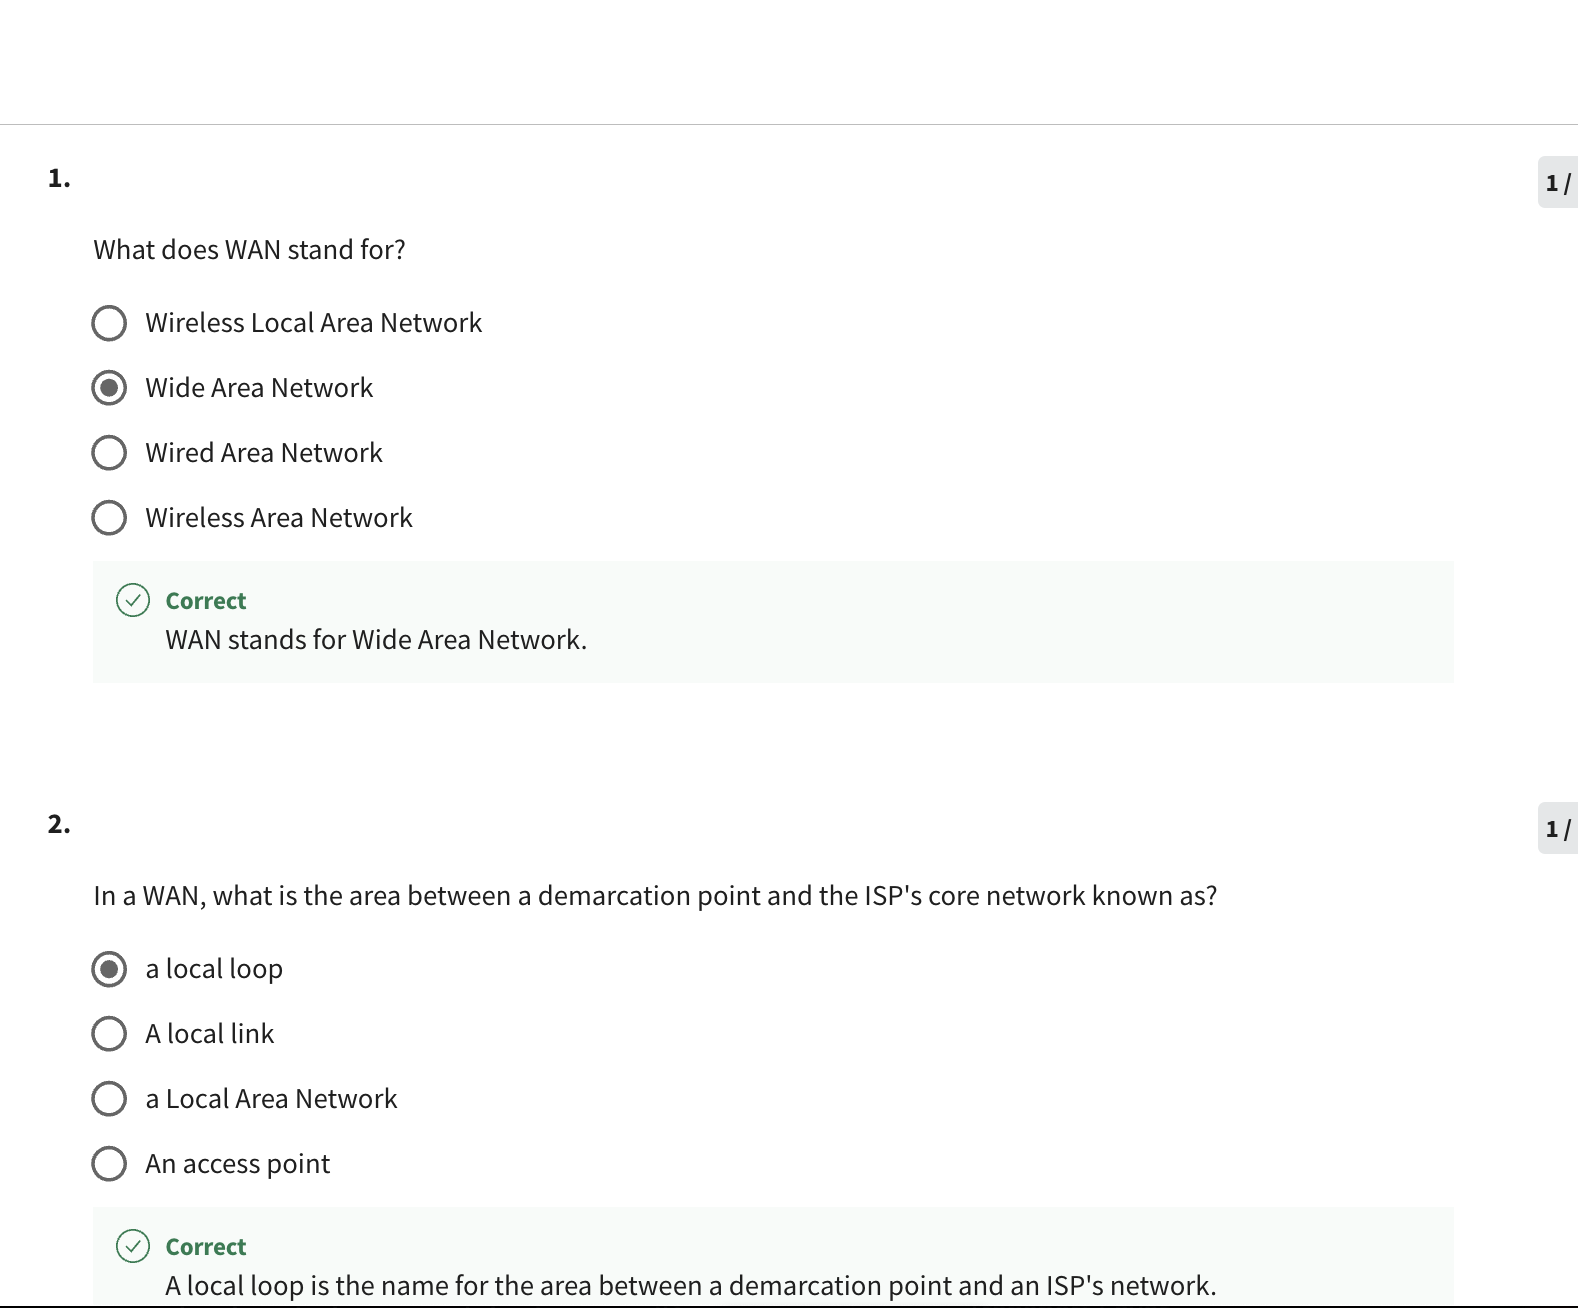 1.
1 /
What does WAN stand for?
Wireless Local Area Network
Wide Area Network
Wired Area Network
Wireless Area Network
Correct
WAN stands for Wide Area Network.
2.
1 /
In a WAN, what is the area between a demarcation point and the ISP's core network known as?
a local loop
A local link
a Local Area Network
An access point
Correct
A local loop is the name for the area between a demarcation point and an ISP's network.